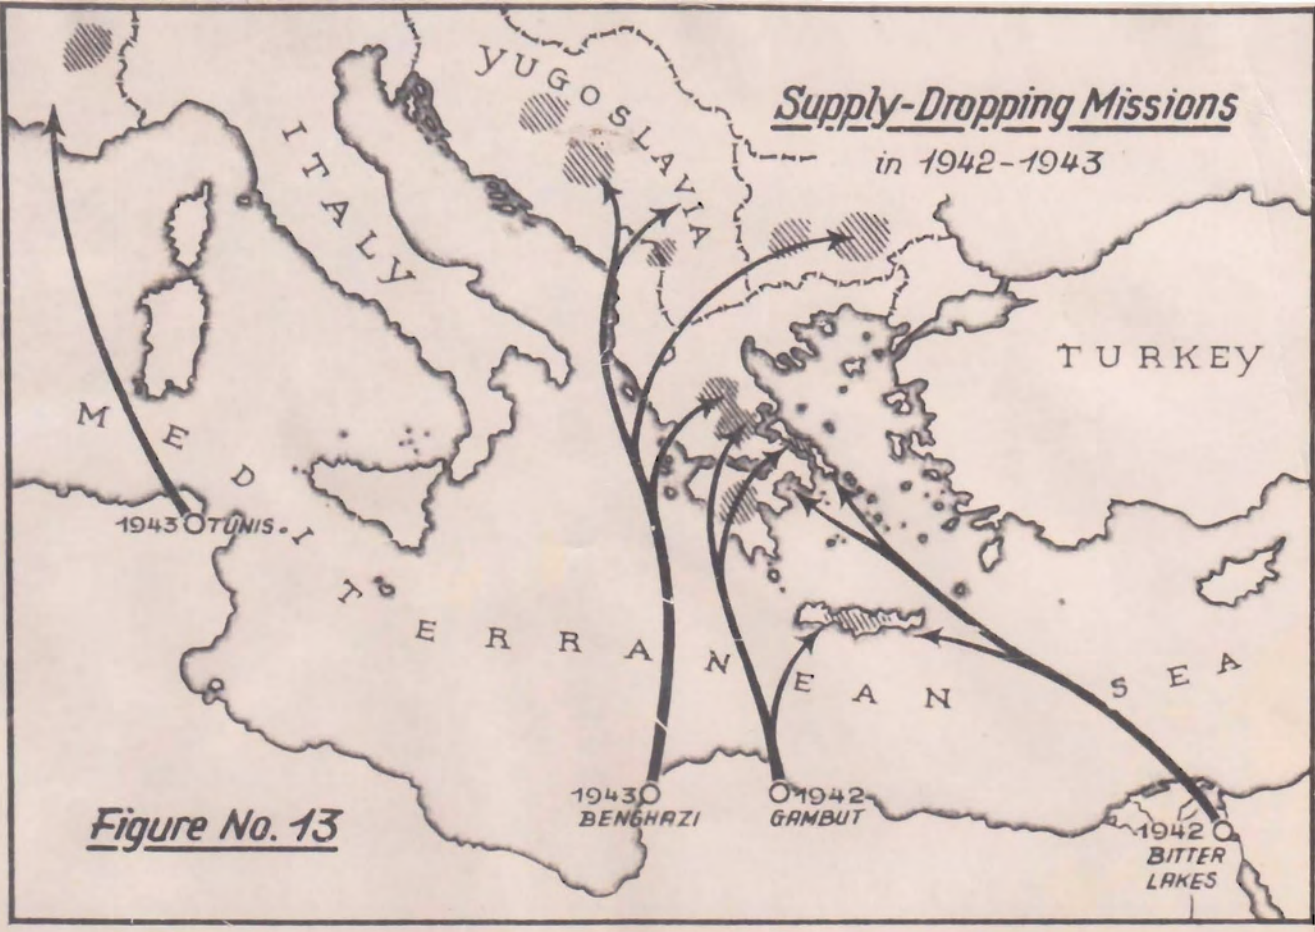 Supply-Dropping Missions
in 1942-1943
YUGOSLAVIA
ITALY
TURKEY
MEDITERRANEAN SEA
1943 TUNIS.
1943
BENGHAZI
1942
GAMBUT
1942
BITTER
LAKES
Figure No. 13